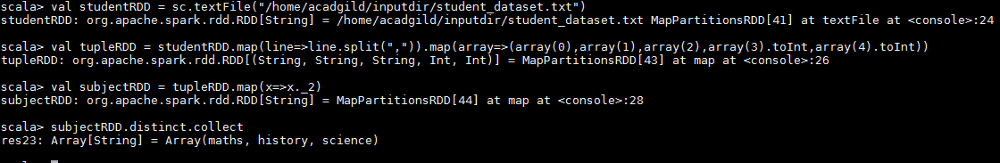 scala> val studentRDD = sc.textFile("/home/acadgild/inputdir/student_dataset.txt")
studentRDD: org.apache.spark.rdd.RDD[String] = /home/acadgild/inputdir/student_dataset.txt MapPartitionsRDD[41] at textFile at <console>:24
scala> val tupleRDD = studentRDD.map(line=>line.split(",")).map(array=>(array(0),array(1),array(2),array(3).toInt,array(4).toInt))
tupleRDD: org.apache.spark.rdd.RDD[(String, String, String, Int, Int)] = MapPartitionsRDD[43] at map at <console>:26
scala> val subjectRDD = tupleRDD.map(x=>x._2)
subjectRDD: org.apache.spark.rdd.RDD[String] = MapPartitionsRDD[44] at map at <console>:28
scala> subjectRDD.distinct.collect
res23: Array[String] = Array(maths, history, science)